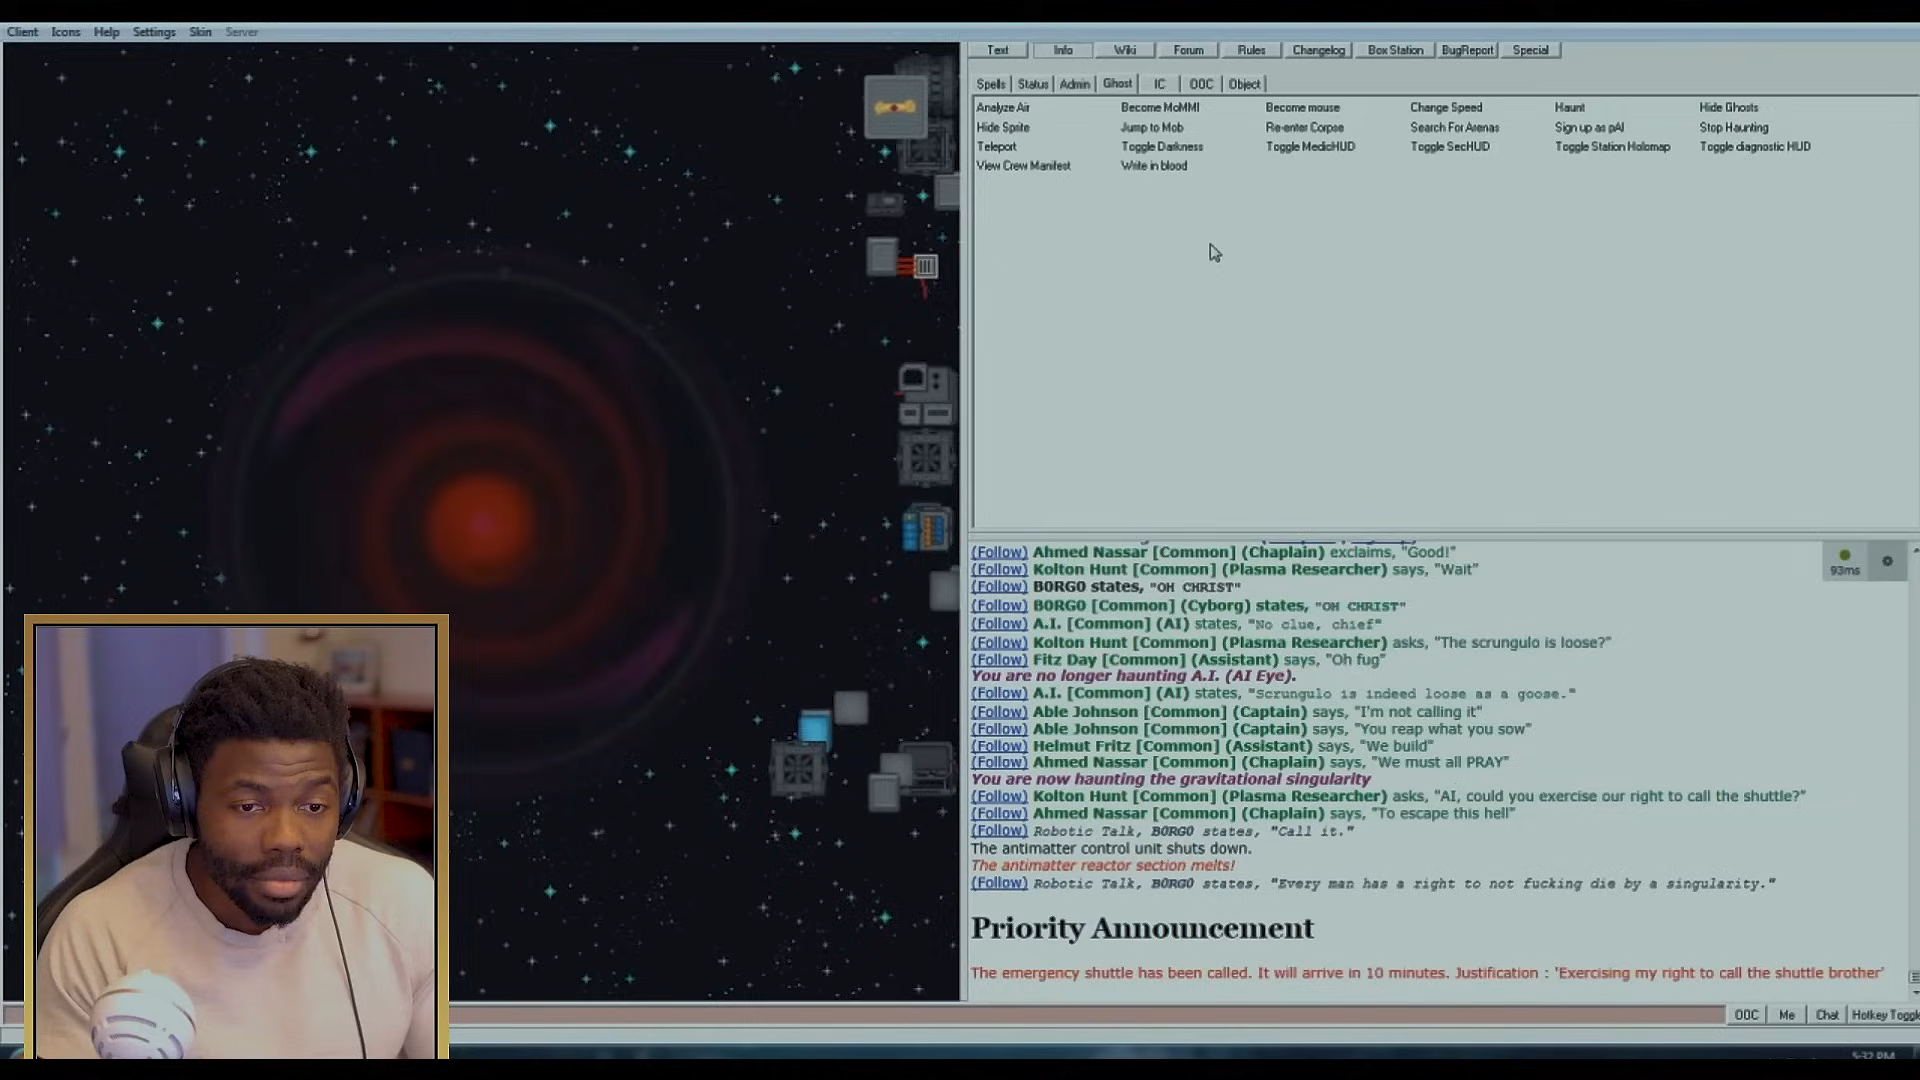 Client Icons Help Settings Skin Server
Text Info Wiki Forum Rules Changelog Box Station BugReport Special
Spells Status Admin Ghost IC OOC Object
Analyze Air Become MoMMI Become mouse Change Speed Haunt Hide Ghosts
Hide Sprite Jump to Mob Re-enter Corpse Search For Arenas Sign up as pAI Stop Haunting
Teleport Toggle Darkness Toggle MedicHUD Toggle SecHUD Toggle Station Holomap Toggle diagnostic HUD
View Crew Manifest Write in blood
93ms
(Follow) Ahmed Nassar [Common] (Chaplain) exclaims, "Good!"
(Follow) Kolton Hunt [Common] (Plasma Researcher) says, "Wait"
(Follow) B0RG0 states, "OH CHRIST"
(Follow) B0RG0 [Common] (Cyborg) states, "OH CHRIST"
(Follow) A.I. [Common] (AI) states, "No clue, chief"
(Follow) Kolton Hunt [Common] (Plasma Researcher) asks, "The scrungulo is loose?"
(Follow) Fitz Day [Common] (Assistant) says, "Oh fug"
You are no longer haunting A.I. (AI Eye).
(Follow) A.I. [Common] (AI) states, "Scrungulo is indeed loose as a goose."
(Follow) Able Johnson [Common] (Captain) says, "I'm not calling it"
(Follow) Able Johnson [Common] (Captain) says, "You reap what you sow"
(Follow) Helmut Fritz [Common] (Assistant) says, "We build"
(Follow) Ahmed Nassar [Common] (Chaplain) says, "We must all PRAY"
You are now haunting the gravitational singularity
(Follow) Kolton Hunt [Common] (Plasma Researcher) asks, "AI, could you exercise our right to call the shuttle?"
(Follow) Ahmed Nassar [Common] (Chaplain) says, "To escape this hell"
(Follow) Robotic Talk, B0RG0 states, "Call it."
The antimatter control unit shuts down.
The antimatter reactor section melts!
(Follow) Robotic Talk, B0RG0 states, "Every man has a right to not fucking die by a singularity."
Priority Announcement
The emergency shuttle has been called. It will arrive in 10 minutes. Justification : 'Exercising my right to call the shuttle brother'
OOC Me Chat Hotkey Toggle
5:32 PM